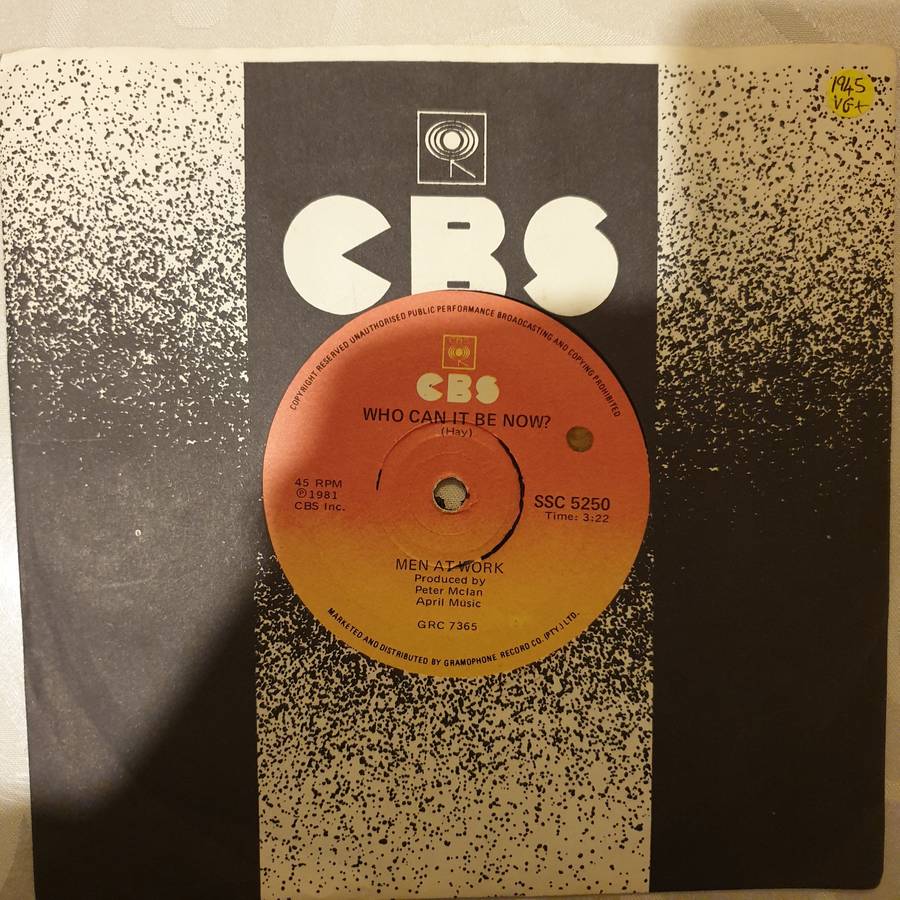 1945
VG+
CBS
COPYRIGHT RESERVED UNAUTHORISED PUBLIC PERFORMANCE BROADCASTING AND COPYING PROHIBITED
CBS
WHO CAN IT BE NOW?
(Hay)
45 RPM
Ⓟ1981
CBS Inc.
SSC 5250
Time: 3:22
MEN AT WORK
Produced by
Peter McIan
April Music
GRC 7365
MARKETED AND DISTRIBUTED BY GRAMOPHONE RECORD CO. (PTY.) LTD.